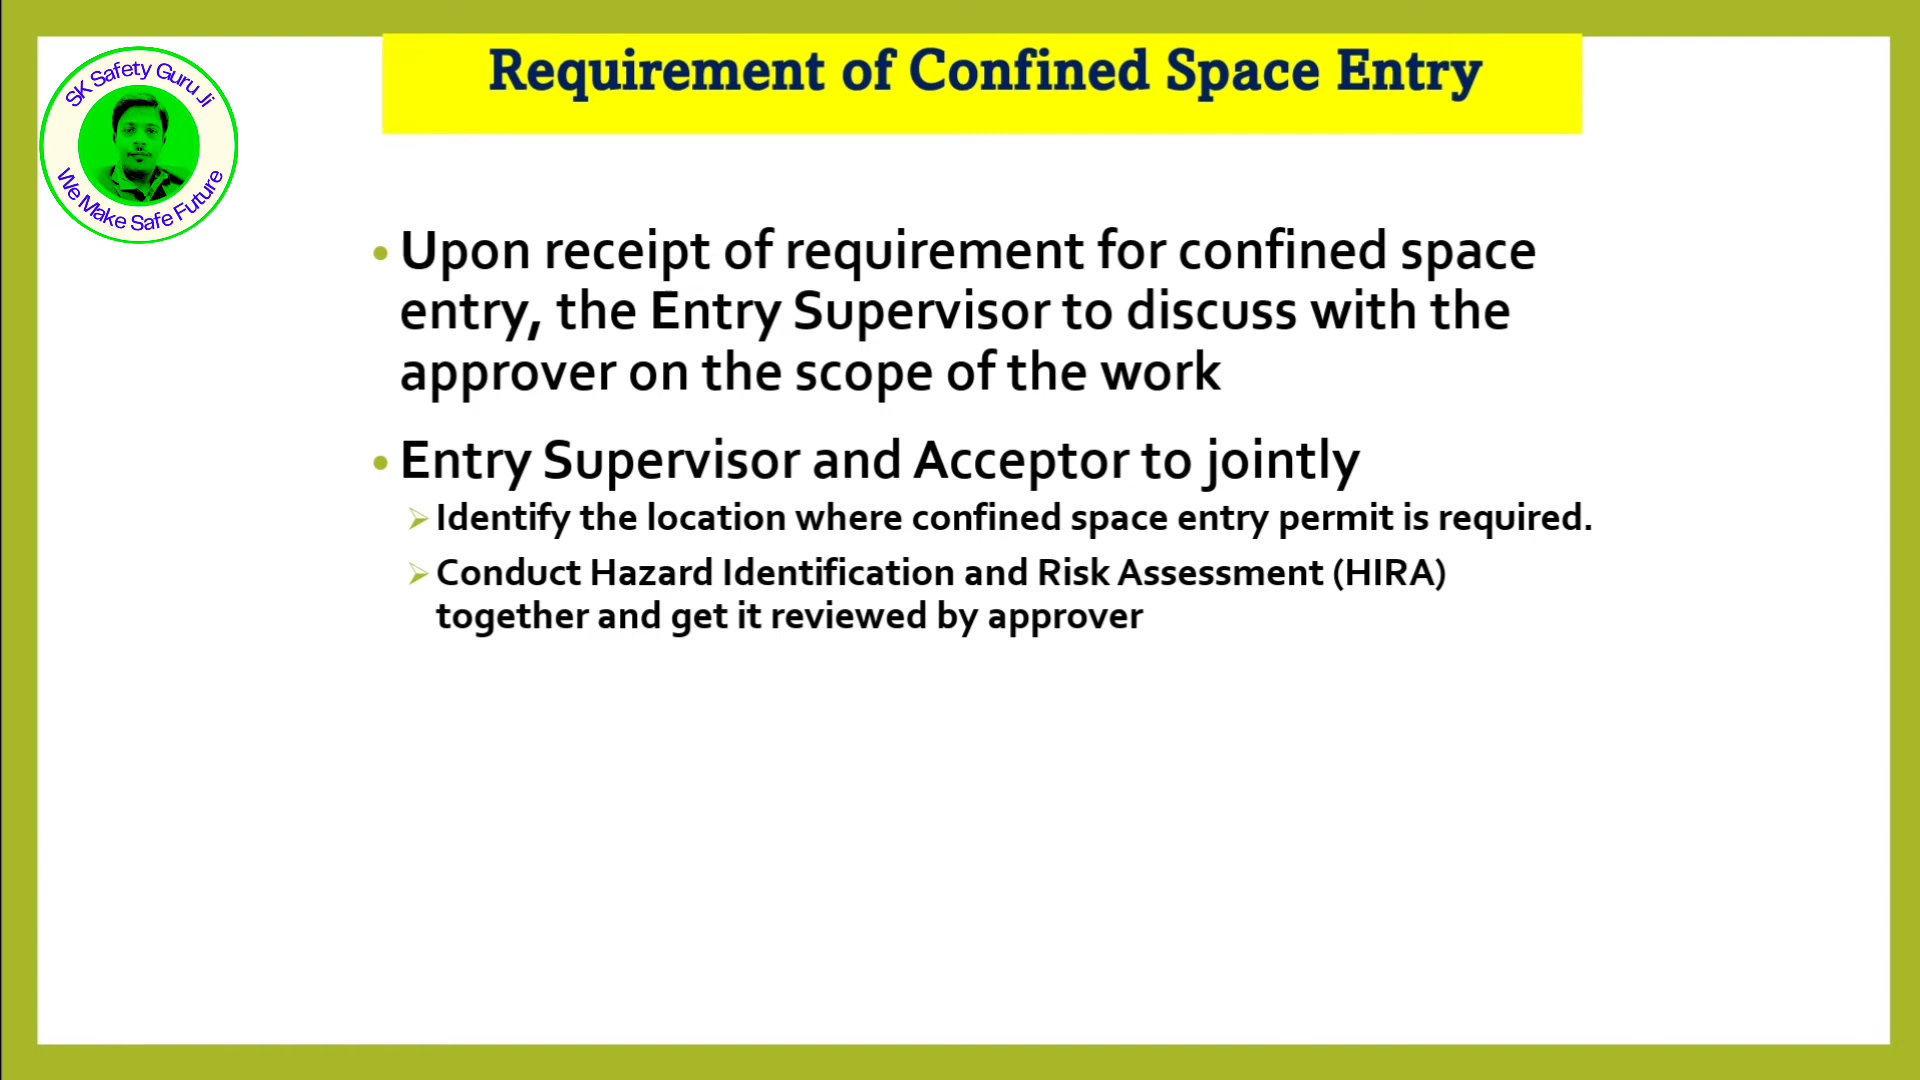 Requirement of Confined Space Entry
SK Safety Guru Ji
We Make Safe Future
• Upon receipt of requirement for confined space
entry, the Entry Supervisor to discuss with the
approver on the scope of the work
• Entry Supervisor and Acceptor to jointly
➢ Identify the location where confined space entry permit is required.
➢ Conduct Hazard Identification and Risk Assessment (HIRA)
together and get it reviewed by approver